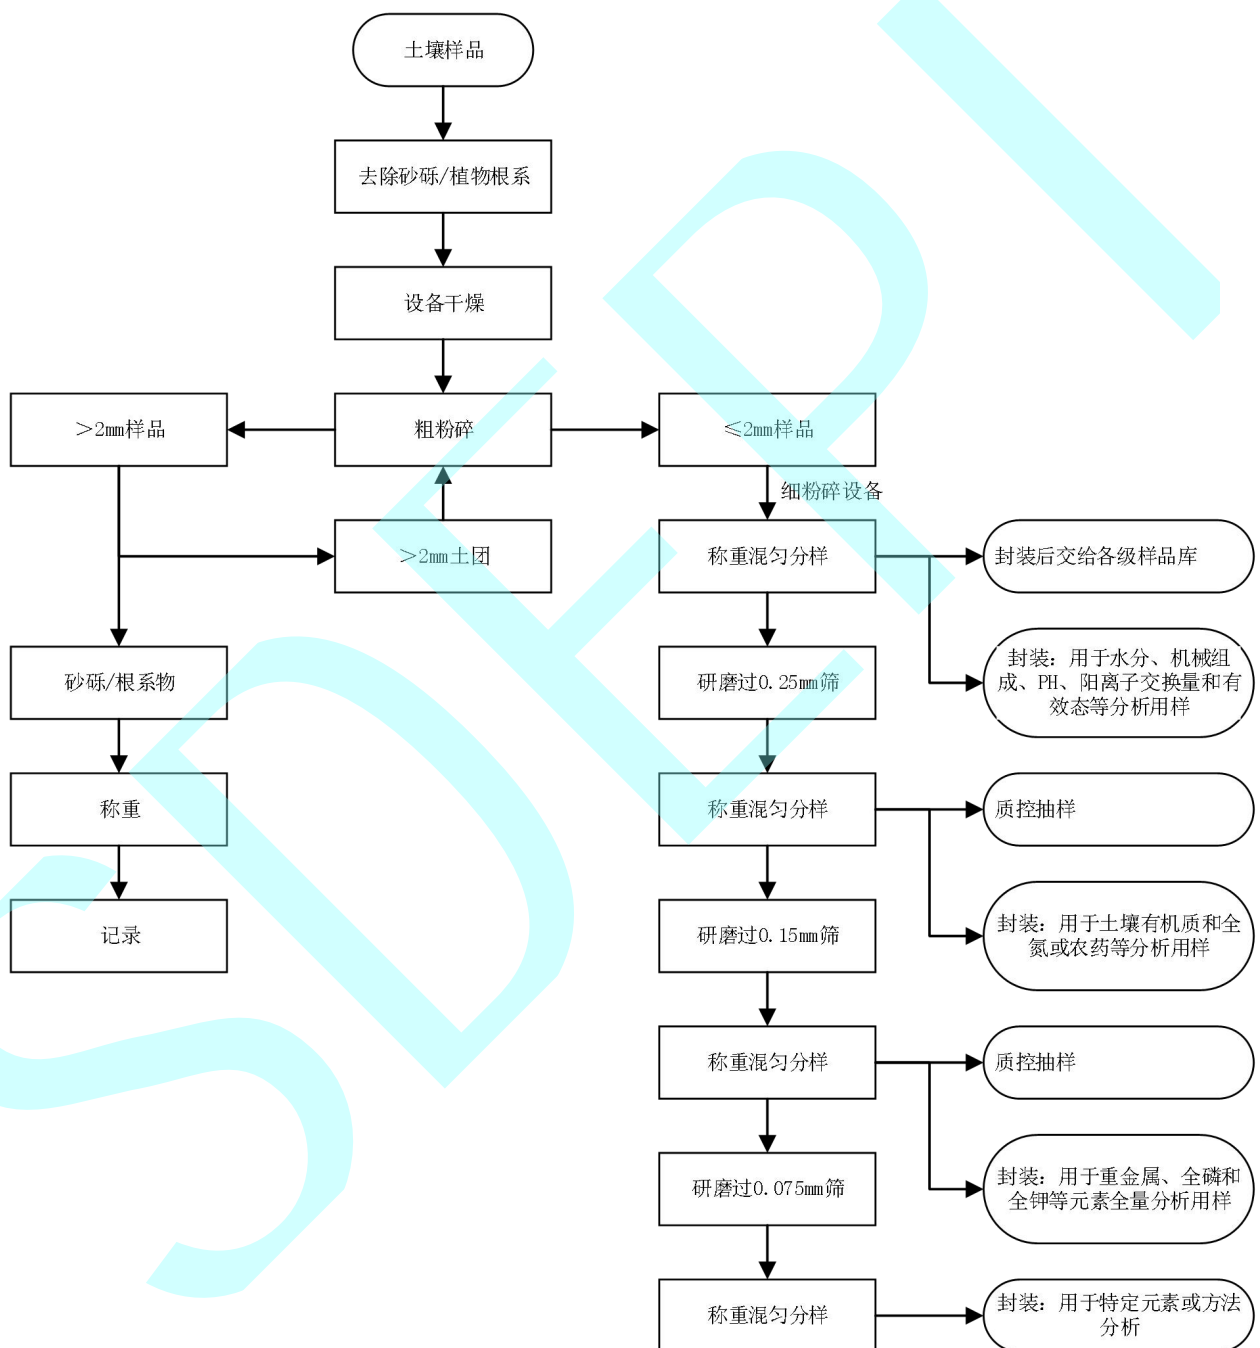 土壤样品
去除砂砾/植物根系
设备干燥
>2mm样品
粗粉碎
≤2mm样品
细粉碎设备
>2mm土团
称重混匀分样
封装后交给各级样品库
砂砾/根系物
研磨过0.25mm筛
封装：用于水分、机械组
成、PH、阳离子交换量和有
效态等分析用样
称重
称重混匀分样
质控抽样
记录
研磨过0.15mm筛
封装：用于土壤有机质和全
氮或农药等分析用样
称重混匀分样
质控抽样
研磨过0.075mm筛
封装：用于重金属、全磷和
全钾等元素全量分析用样
称重混匀分样
封装：用于特定元素或方法
分析
SDEPI